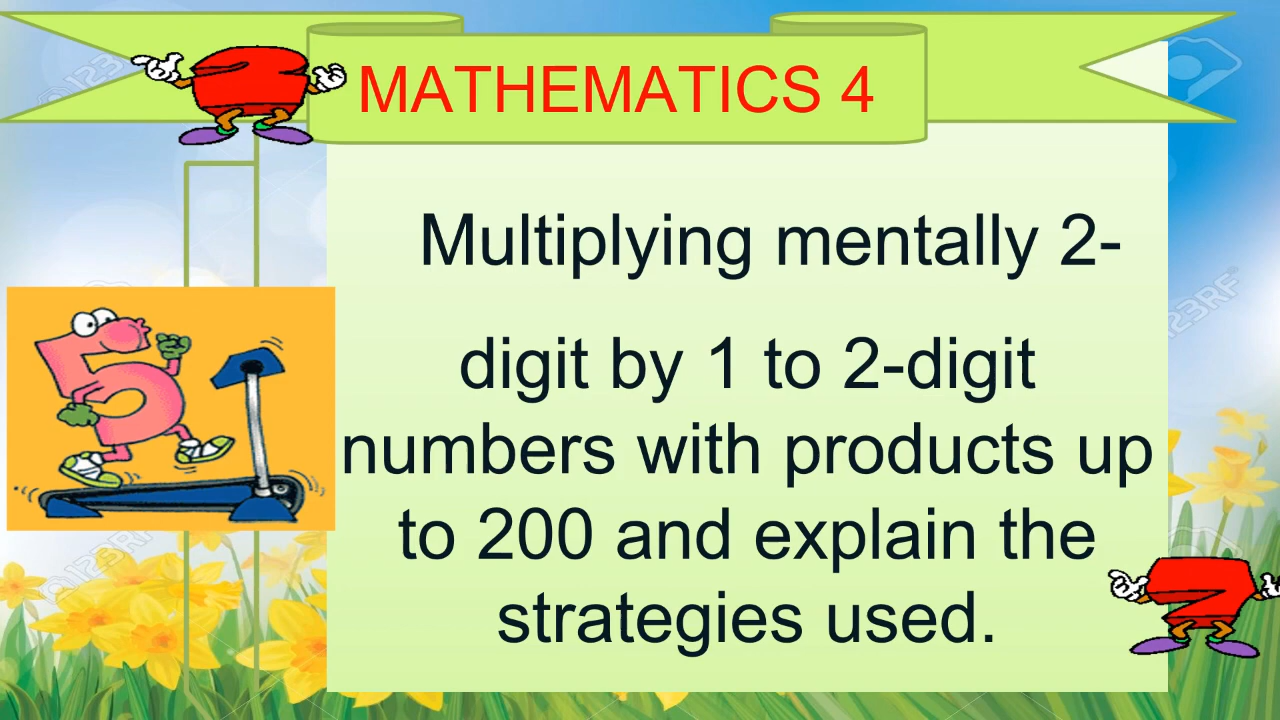 MATHEMATICS 4
Multiplying mentally 2-
digit by 1 to 2-digit
numbers with products up
to 200 and explain the
strategies used.